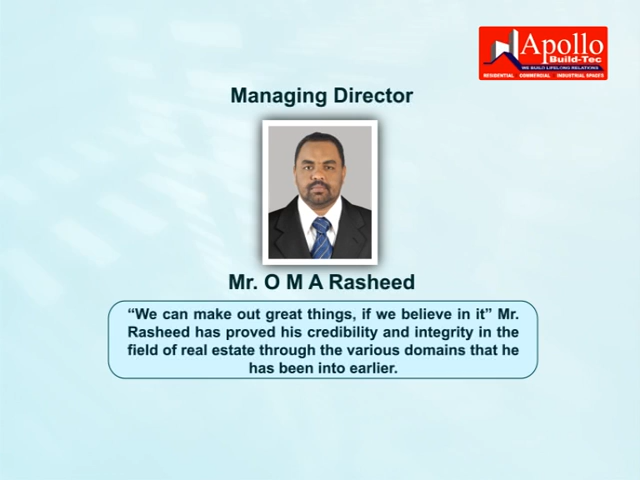 Apollo
Build-Tec
WE BUILD LIFELONG RELATIONS
RESIDENTIAL COMMERCIAL INDUSTRIAL SPACES
Managing Director
Mr. O M A Rasheed
“We can make out great things, if we believe in it” Mr.
Rasheed has proved his credibility and integrity in the
field of real estate through the various domains that he
has been into earlier.